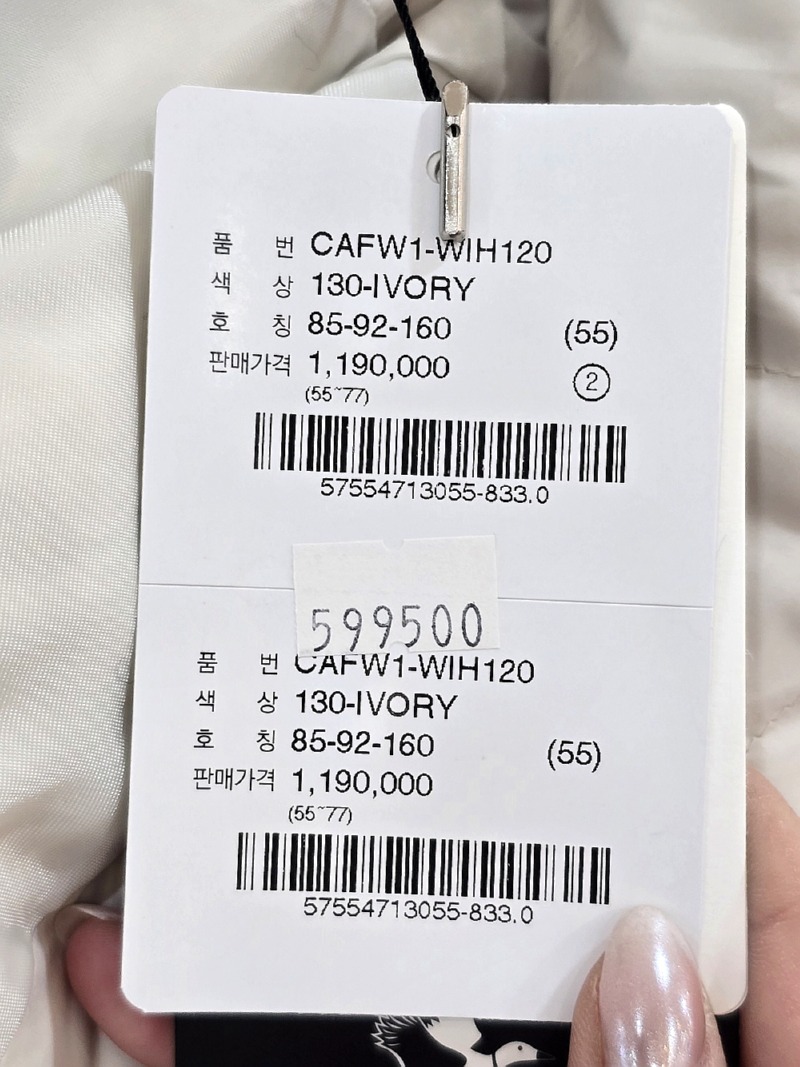 품 번 CAFW1-WIH120
색 상 130-IVORY
호 칭 85-92-160 (55)
판매가격 1,190,000 ②
(55~77)
57554713055-833.0
599500
품 번 CAFW1-WIH120
색 상 130-IVORY
호 칭 85-92-160 (55)
판매가격 1,190,000
(55~77)
57554713055-833.0